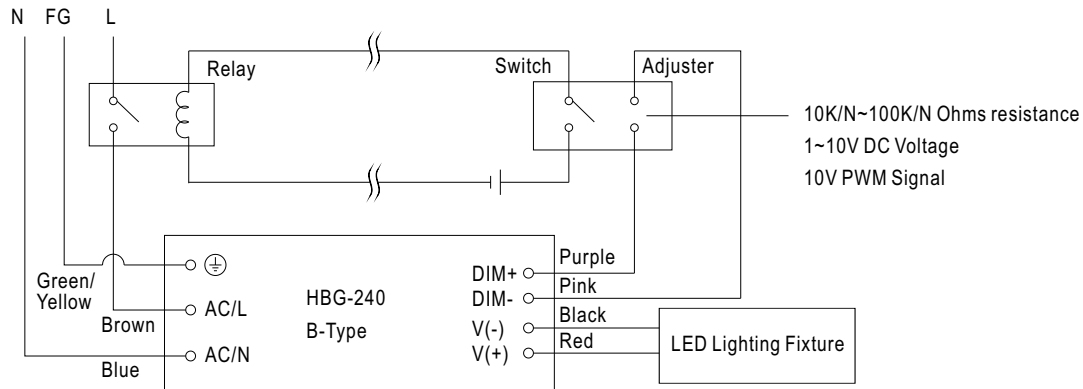 N FG L
Relay
Switch
Adjuster
10K/N~100K/N Ohms resistance
1~10V DC Voltage
10V PWM Signal
Green/
Yellow
Brown
AC/L
Blue
AC/N
HBG-240
B-Type
DIM+
Purple
DIM-
Pink
V(-)
Black
V(+)
Red
LED Lighting Fixture